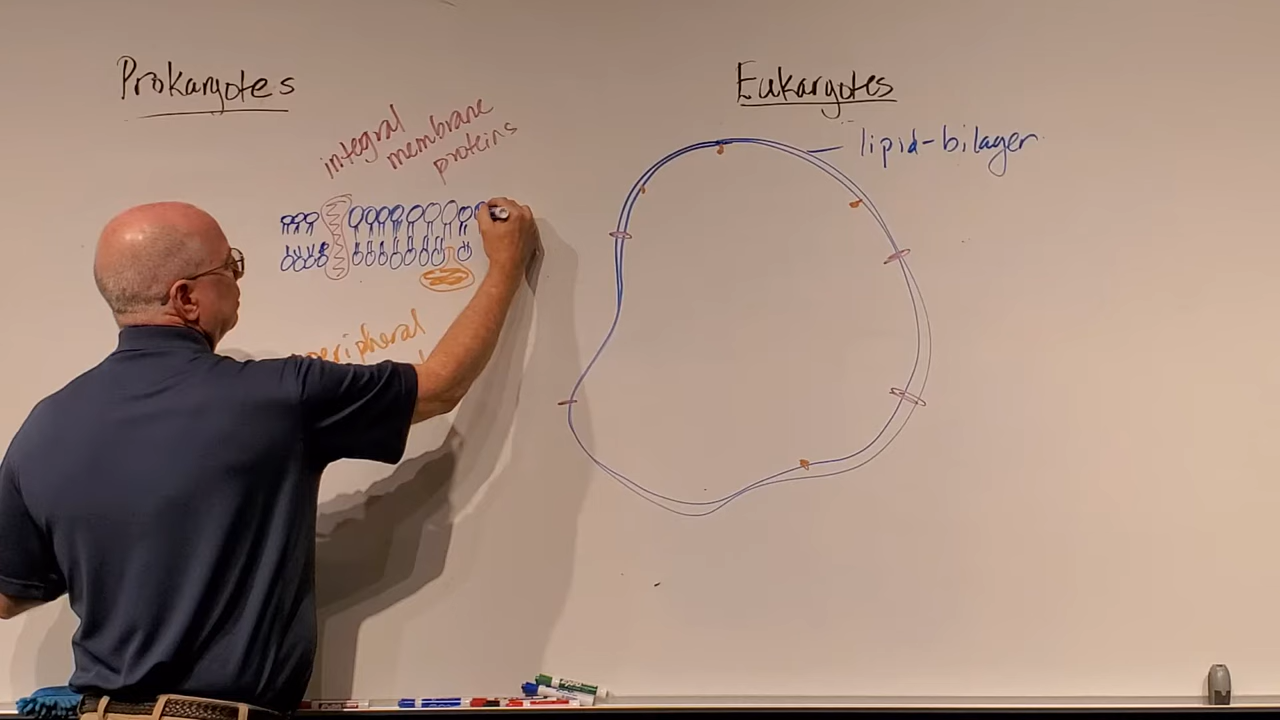 Prokaryotes
Eukaryotes
integral
membrane
proteins
lipid-bilayer
peripheral